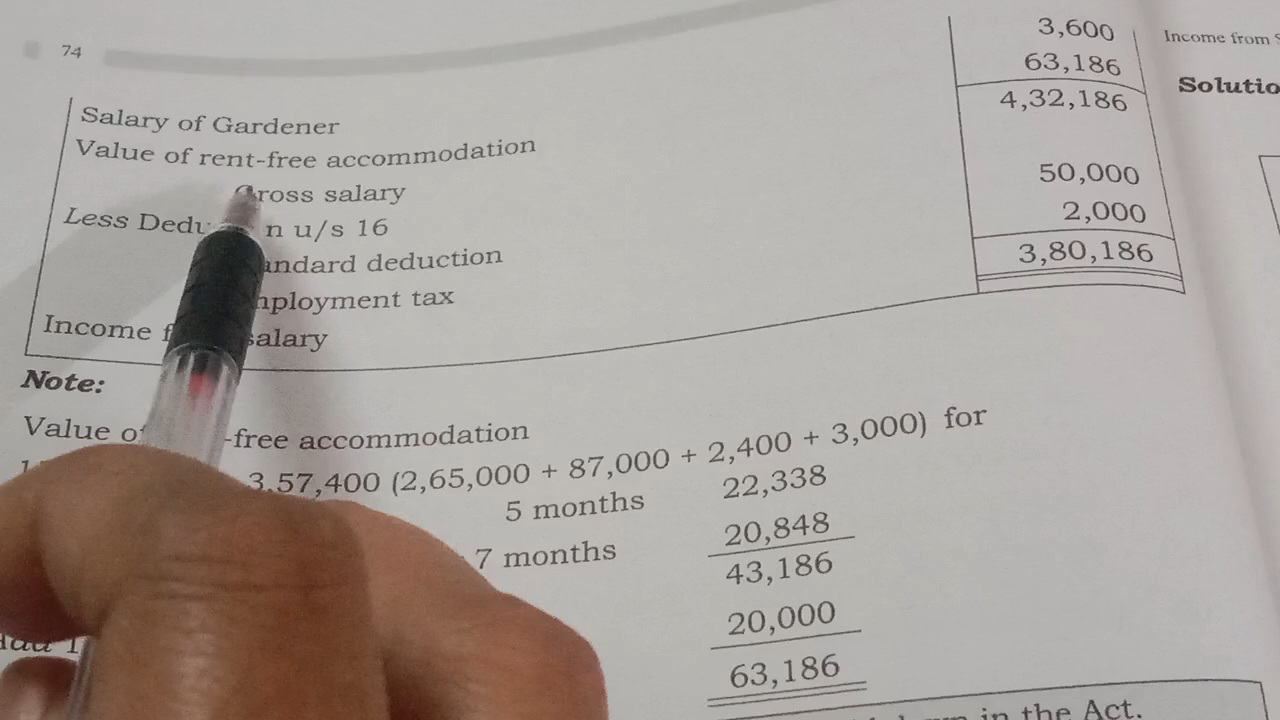 74
Salary of Gardener 3,600
Value of rent-free accommodation 63,186
Gross salary 4,32,186
Less Dedu n u/s 16
andard deduction 50,000
mployment tax 2,000
Income f salary 3,80,186
Note:
Value of -free accommodation
3,57,400 (2,65,000 + 87,000 + 2,400 + 3,000) for
5 months 22,338
7 months 20,848
43,186
20,000
63,186
in the Act.
Income from S
Solutio